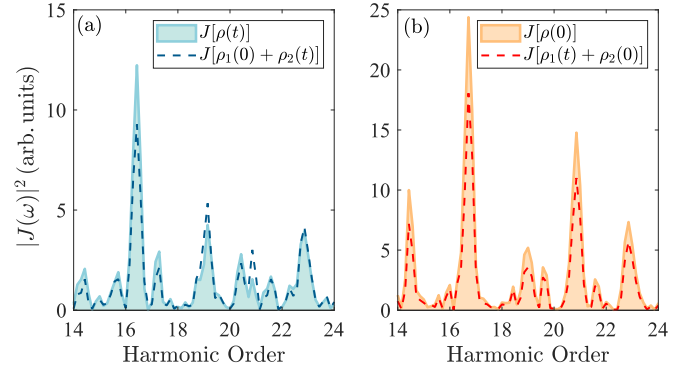 (a)
J[ρ(t)]
J[ρ₁(0) + ρ₂(t)]
|J(ω)|² (arb. units)
15
10
5
0
14 16 18 20 22 24
Harmonic Order
(b)
J[ρ(0)]
J[ρ₁(t) + ρ₂(0)]
25
20
15
10
5
0
14 16 18 20 22 24
Harmonic Order